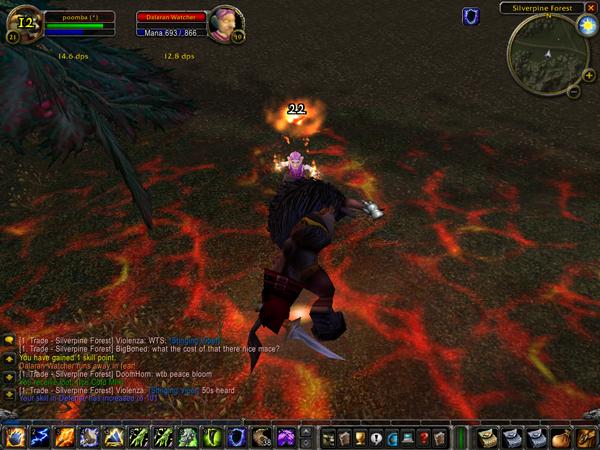 Silverpine Forest
N
12
poomba (*)
21
Dalaran Watcher
Mana 693 / 866
14.6 dps
12.8 dps
22
[1. Trade - Silverpine Forest] Violenza: WTS: [Stinging Viper]
[1. Trade - Silverpine Forest] BigBoned: what the cost of that there nice mace?
You have gained 1 skill point.
Dalaran Watcher runs away in fear!
[1. Trade - Silverpine Forest] DoomHorn: wtb peace bloom
You receive loot: [Ice Cold Milk].
[1. Trade - Silverpine Forest] Violenza: [Stinging Viper] 50s heard
Your skill in Defense has increased to 101.